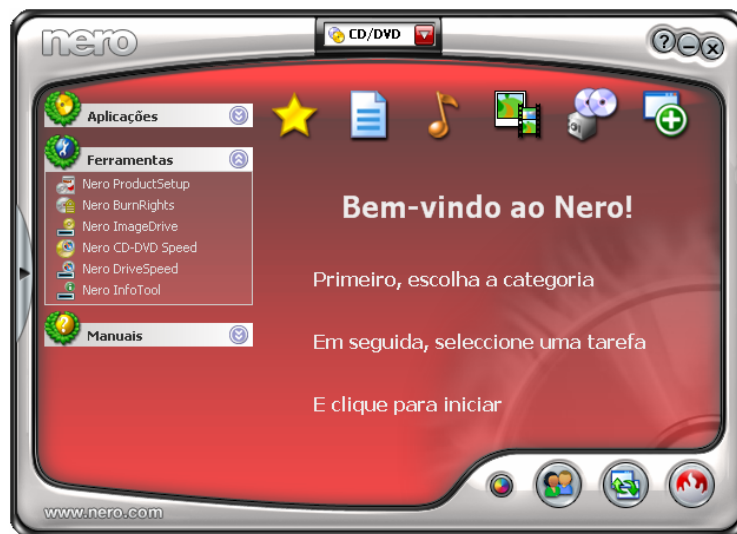 nero
CD/DVD
?
Aplicações
Ferramentas
Nero ProductSetup
Nero BurnRights
Nero ImageDrive
Nero CD-DVD Speed
Nero DriveSpeed
Nero InfoTool
Manuais
Bem-vindo ao Nero!
Primeiro, escolha a categoria
Em seguida, seleccione uma tarefa
E clique para iniciar
www.nero.com